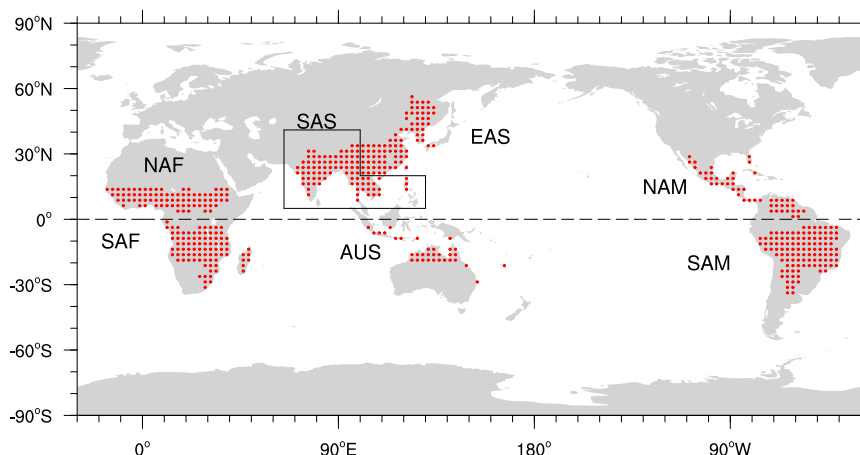 90°N
60°N
30°N
0°
-30°S
-60°S
-90°S
0°
90°E
180°
90°W
SAS
EAS
NAF
NAM
SAF
AUS
SAM